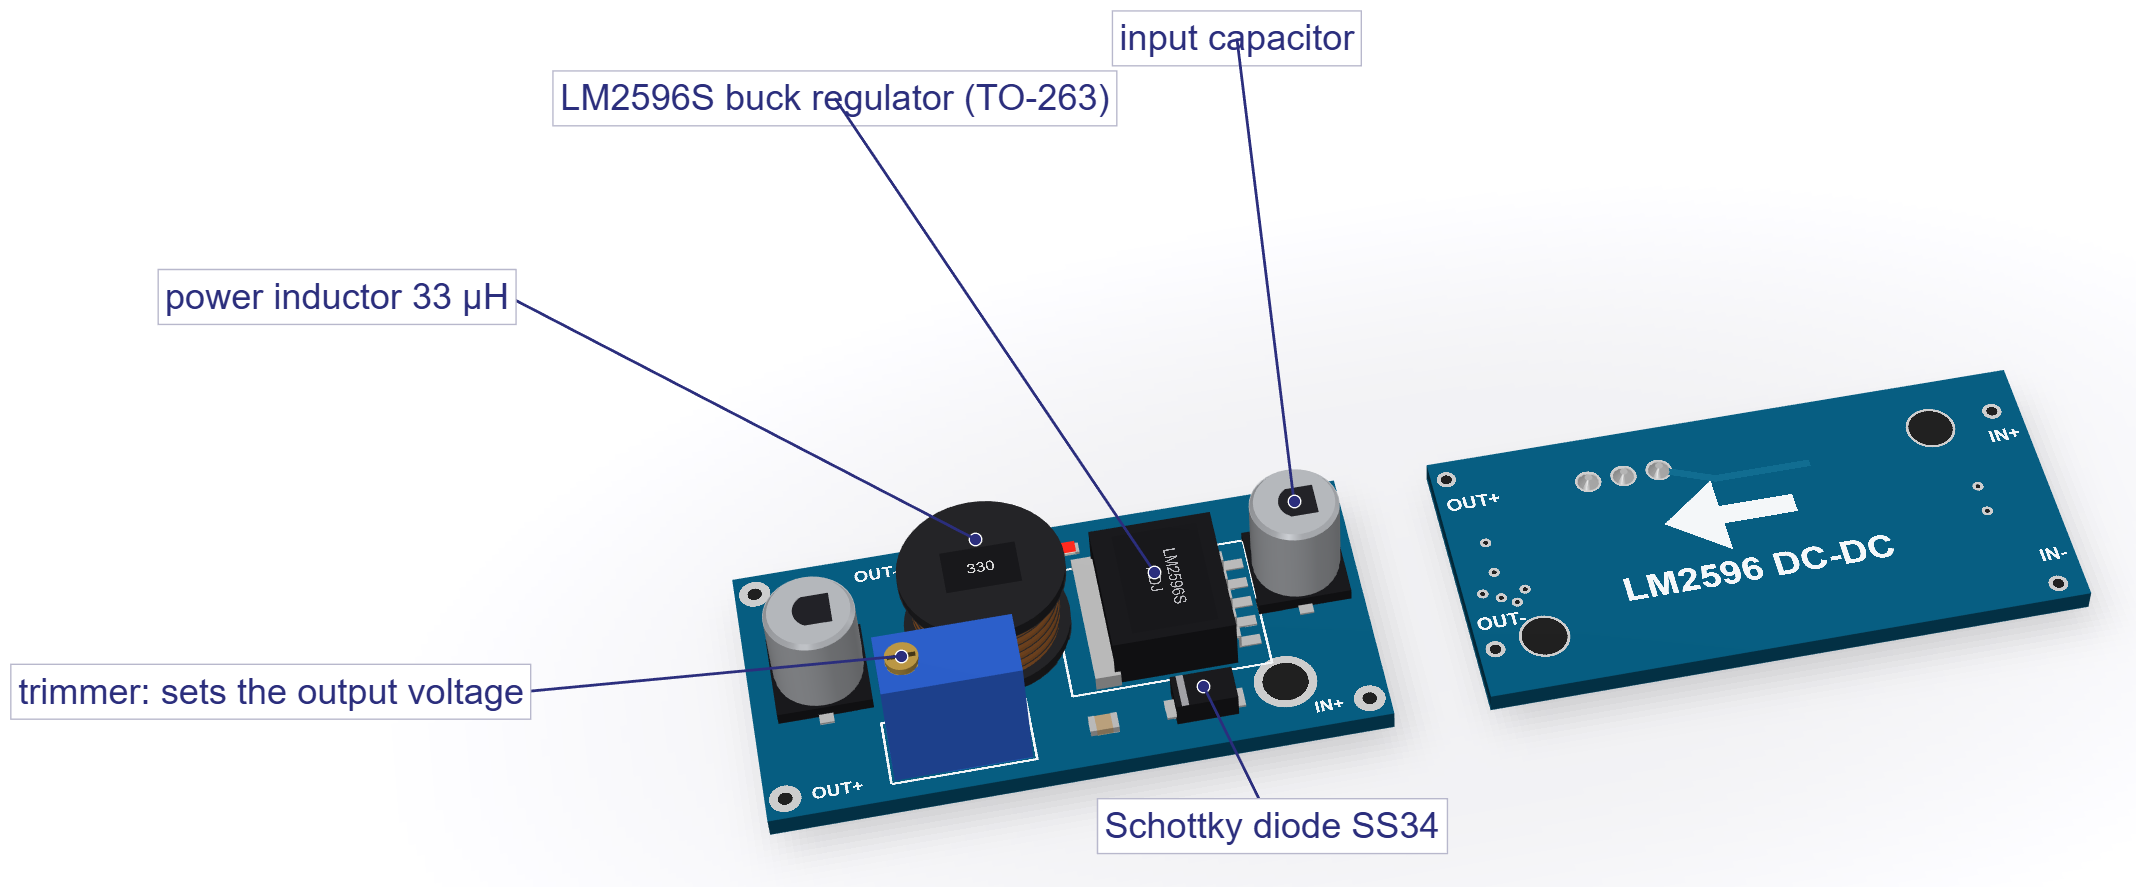 input capacitor
LM2596S buck regulator (TO-263)
power inductor 33 µH
trimmer: sets the output voltage
Schottky diode SS34
OUT-
330
LM2596S
IN+
OUT+
IN+
OUT+
LM2596 DC-DC
IN-
OUT-